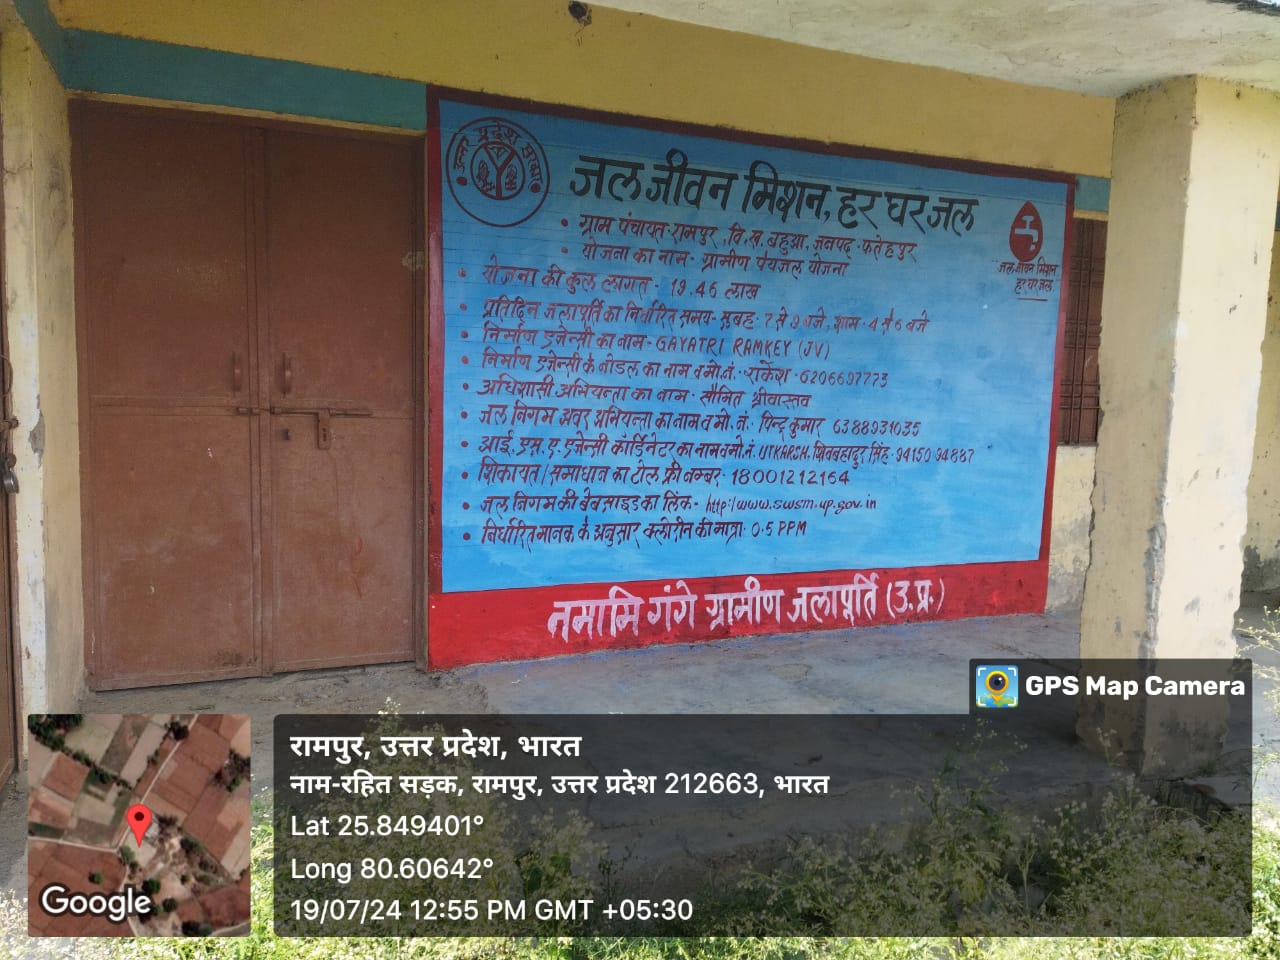 उत्तर प्रदेश सरकार
जल जीवन मिशन, हर घर जल
• ग्राम पंचायत- रामपुर, वि.ख. बहुआ, जनपद- फतेहपुर
• योजना का नाम- ग्रामीण पेयजल योजना
• योजना की कुल लागत- 19.46 लाख
• प्रतिदिन जलापूर्ति का निर्धारित समय- सुबह- 7 से 9 बजे, शाम- 4 से 6 बजे
• निर्माण एजेन्सी का नाम- GAYATRI RAMKEY (JV)
• निर्माण एजेन्सी के नोडल का नाम व मो.नं.- राकेश - 6206697773
• अधिशासी अभियन्ता का नाम- सौमित श्रीवास्तव
• जल निगम अवर अभियन्ता का नाम व मो. नं.- पिन्टू कुमार 6388931035
• आई. एस. ए. एजेन्सी कॉर्डिनेटर का नाम व मो.नं. UTKARSH. शिवबहादुर सिंह- 9415094887
• शिकायत/समाधान का टोल फ्री नम्बर- 18001212164
• जल निगम की बेबसाइड का लिंक- http:/www.swsm.up.gov.in
• निर्धारित मानक के अनुसार क्लोरीन की मात्रा- 0.5 PPM
जल जीवन मिशन
हर घर जल
नमामि गंगे ग्रामीण जलापूर्ति (उ.प्र.)
GPS Map Camera
रामपुर, उत्तर प्रदेश, भारत
नाम-रहित सड़क, रामपुर, उत्तर प्रदेश 212663, भारत
Lat 25.849401°
Long 80.60642°
19/07/24 12:55 PM GMT +05:30
Google